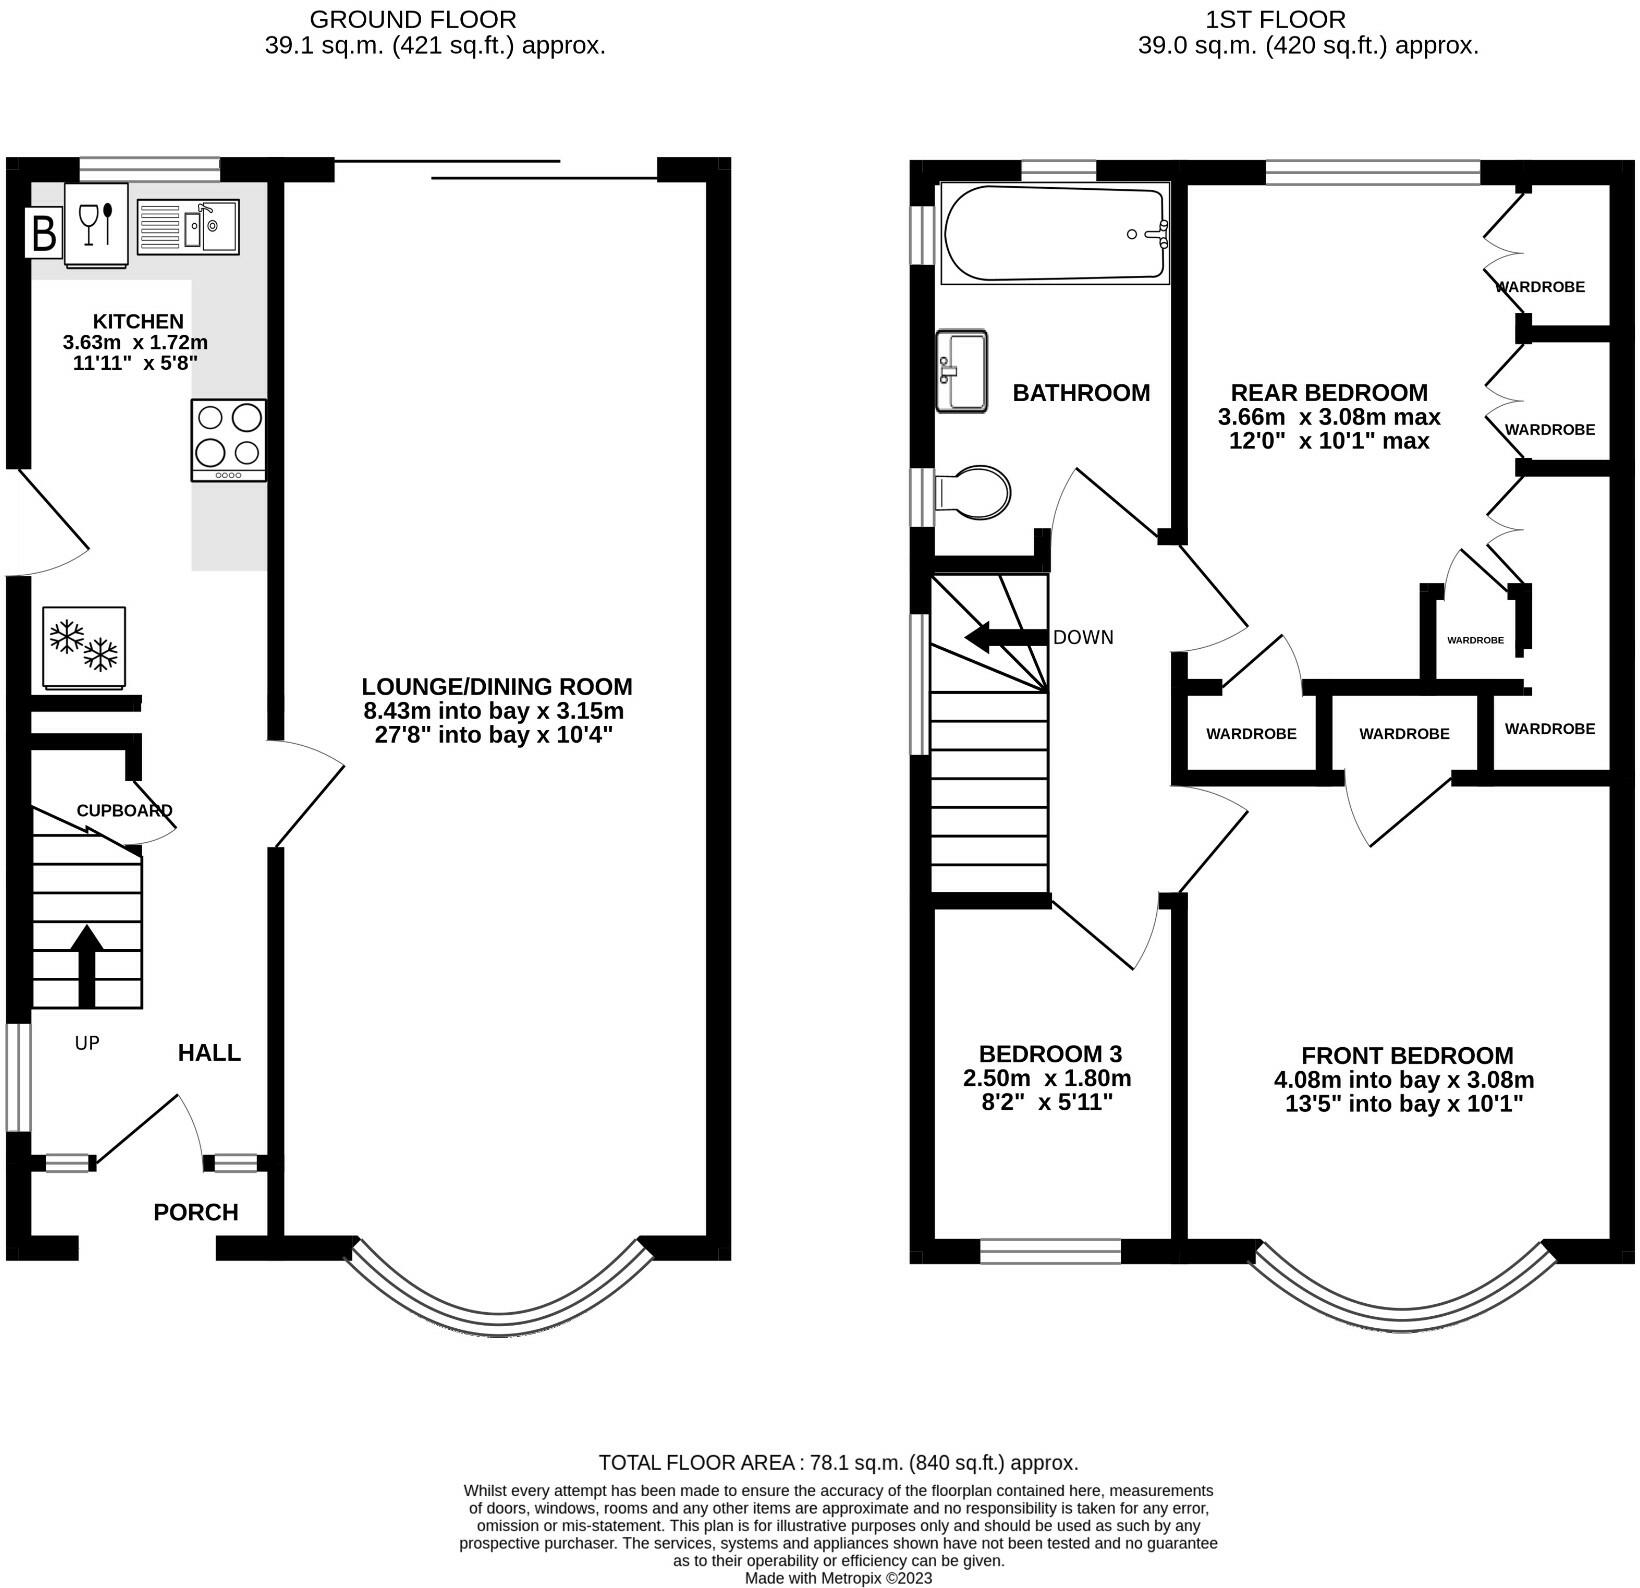 GROUND FLOOR
39.1 sq.m. (421 sq.ft.) approx.
1ST FLOOR
39.0 sq.m. (420 sq.ft.) approx.
B
KITCHEN
3.63m x 1.72m
11'11" x 5'8"
LOUNGE/DINING ROOM
8.43m into bay x 3.15m
27'8" into bay x 10'4"
CUPBOARD
UP
HALL
PORCH
BATHROOM
REAR BEDROOM
3.66m x 3.08m max
12'0" x 10'1" max
WARDROBE
WARDROBE
WARDROBE
DOWN
WARDROBE
WARDROBE
WARDROBE
BEDROOM 3
2.50m x 1.80m
8'2" x 5'11"
FRONT BEDROOM
4.08m into bay x 3.08m
13'5" into bay x 10'1"
TOTAL FLOOR AREA : 78.1 sq.m. (840 sq.ft.) approx.
Whilst every attempt has been made to ensure the accuracy of the floorplan contained here, measurements
of doors, windows, rooms and any other items are approximate and no responsibility is taken for any error,
omission or mis-statement. This plan is for illustrative purposes only and should be used as such by any
prospective purchaser. The services, systems and appliances shown have not been tested and no guarantee
as to their operability or efficiency can be given.
Made with Metropix ©2023